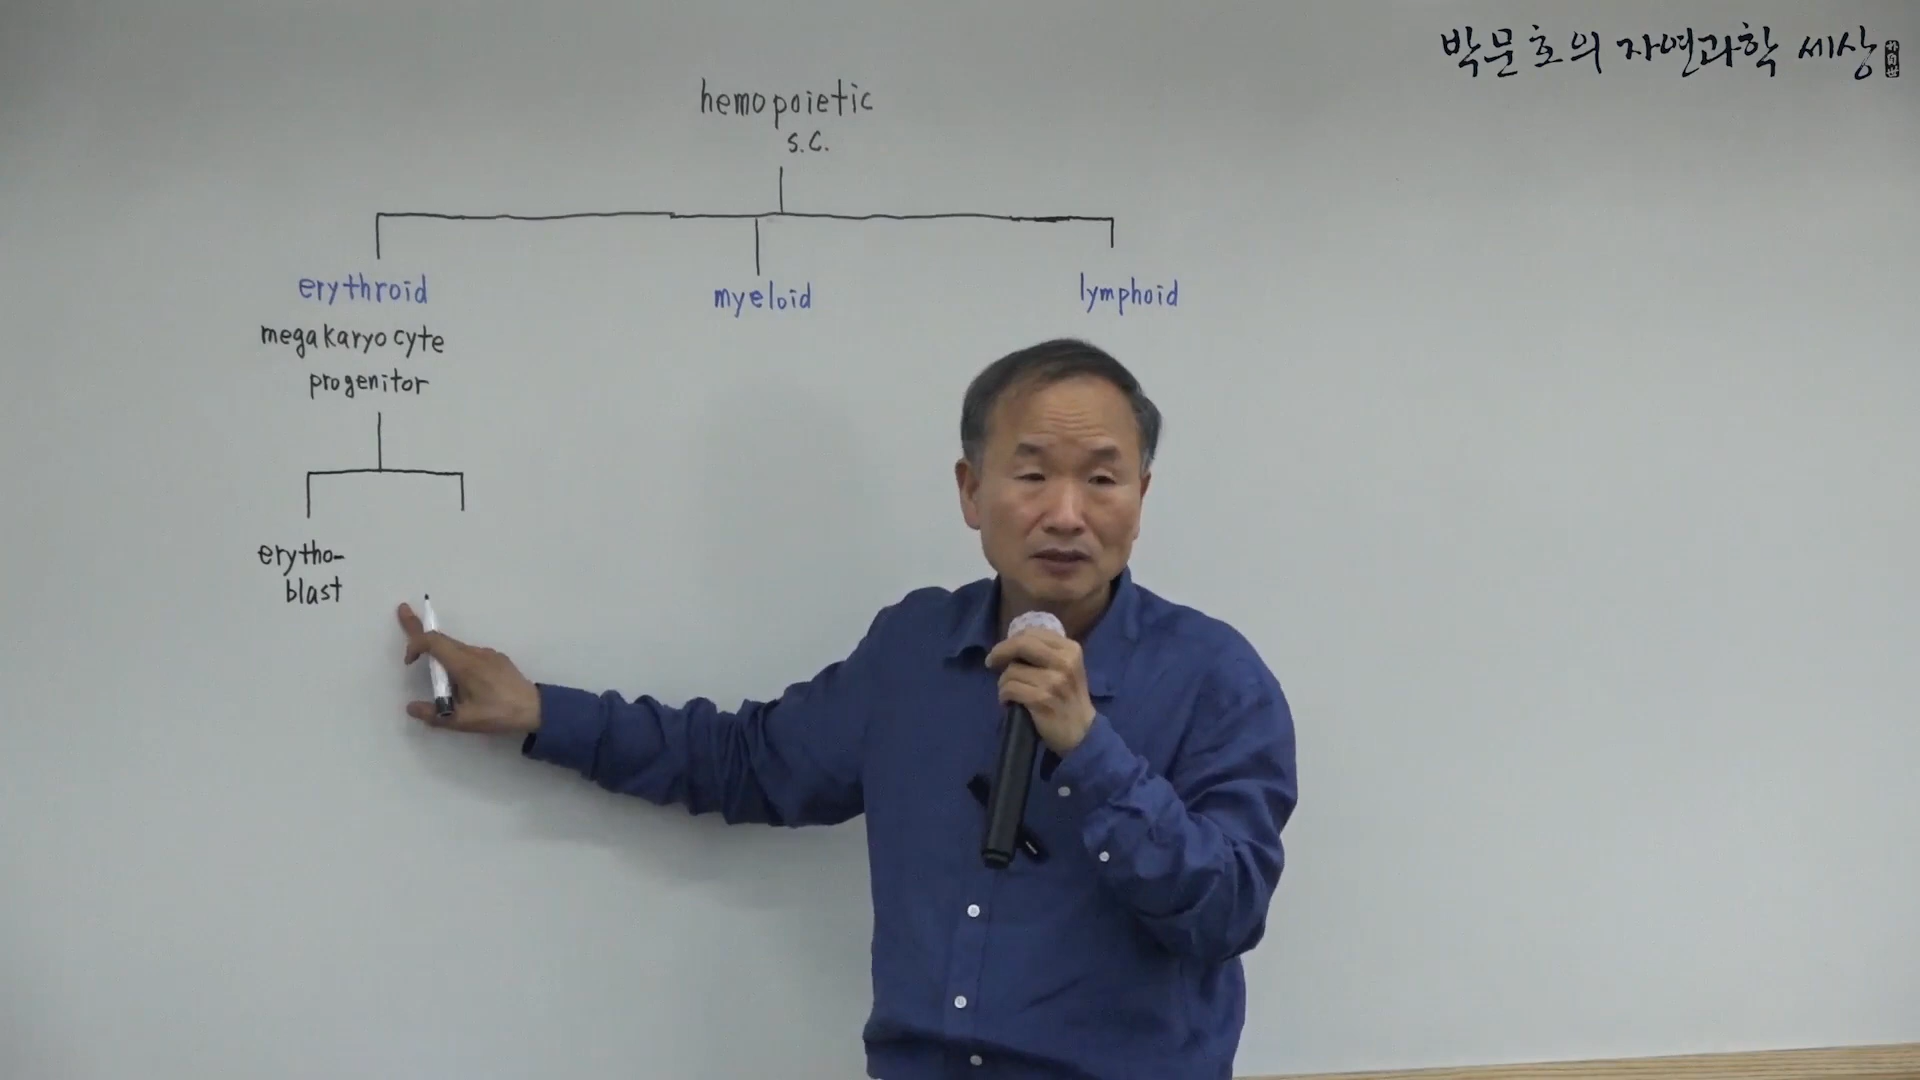 박문호의 자연과학 세상
hemopoietic
s.c.
erythroid
myeloid
lymphoid
megakaryocyte
progenitor
erytho-
blast